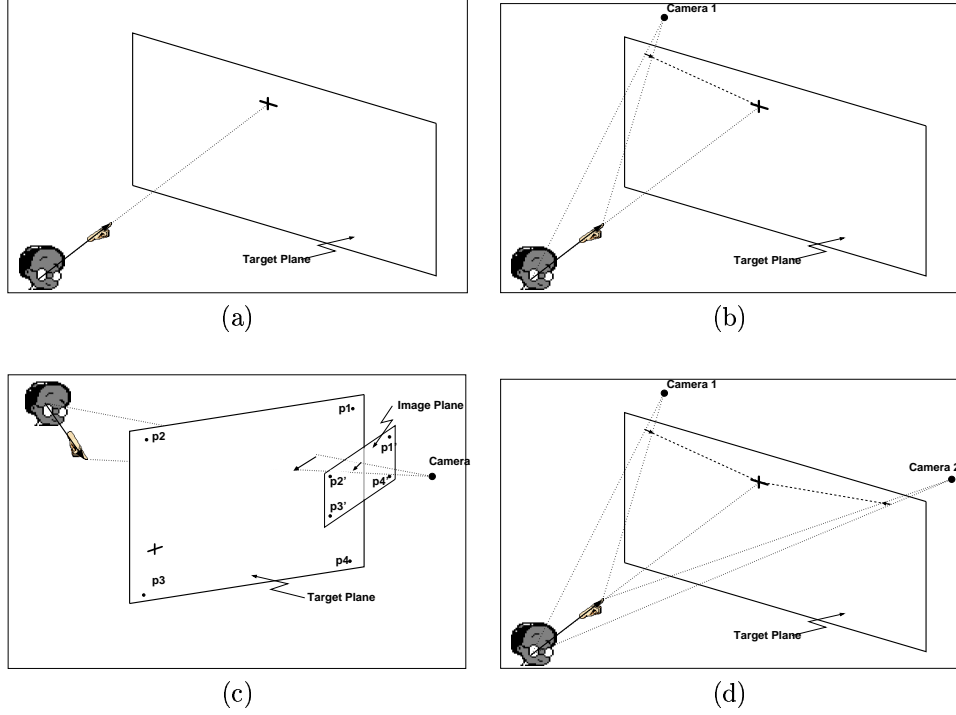 Target Plane
(a)
Camera 1
Target Plane
(b)
p1
Image Plane
p2
p1'
Camera
p2'
p4'
p3'
p4
p3
Target Plane
(c)
Camera 1
Camera 2
Target Plane
(d)